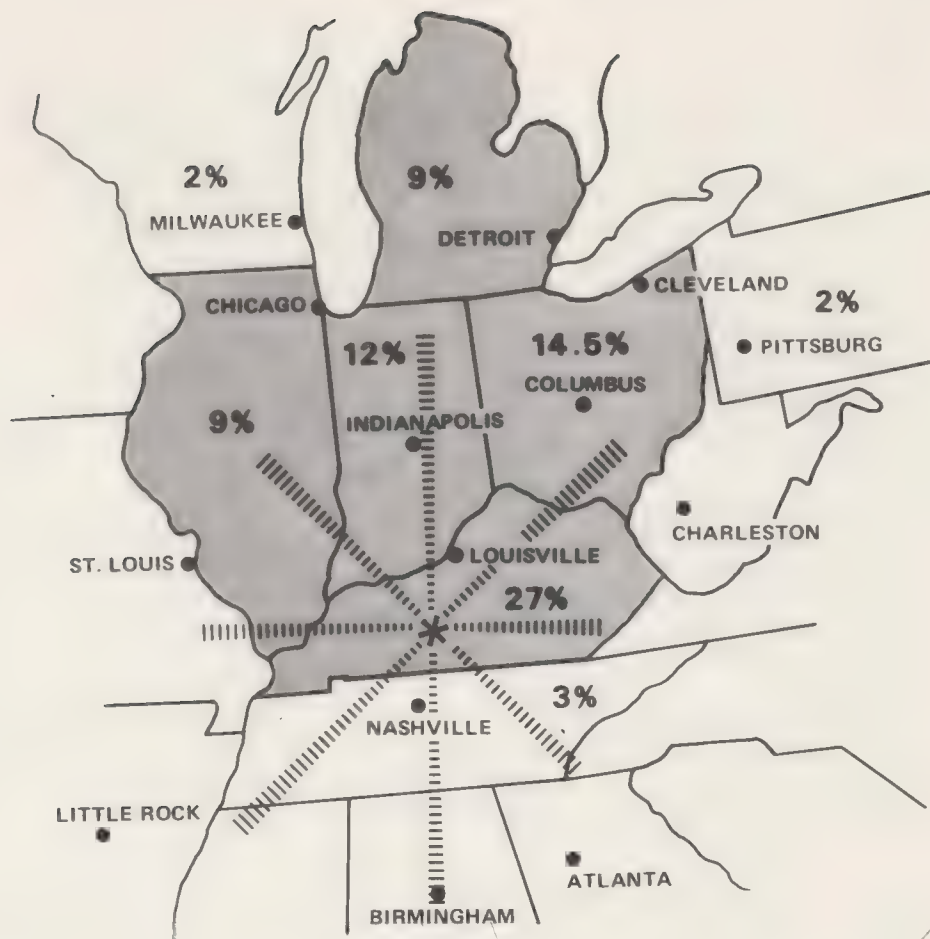 2%
9%
MILWAUKEE
DETROIT
CLEVELAND
CHICAGO
2%
12%
14.5%
PITTSBURG
COLUMBUS
9%
INDIANAPOLIS
CHARLESTON
ST. LOUIS
LOUISVILLE
27%
3%
NASHVILLE
LITTLE ROCK
ATLANTA
BIRMINGHAM